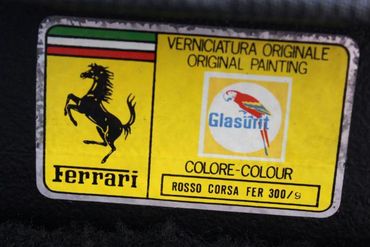 VERNICIATURA ORIGINALE
ORIGINAL PAINTING
Glasurit
COLORE-COLOUR
ROSSO CORSA FER 300/9
Ferrari